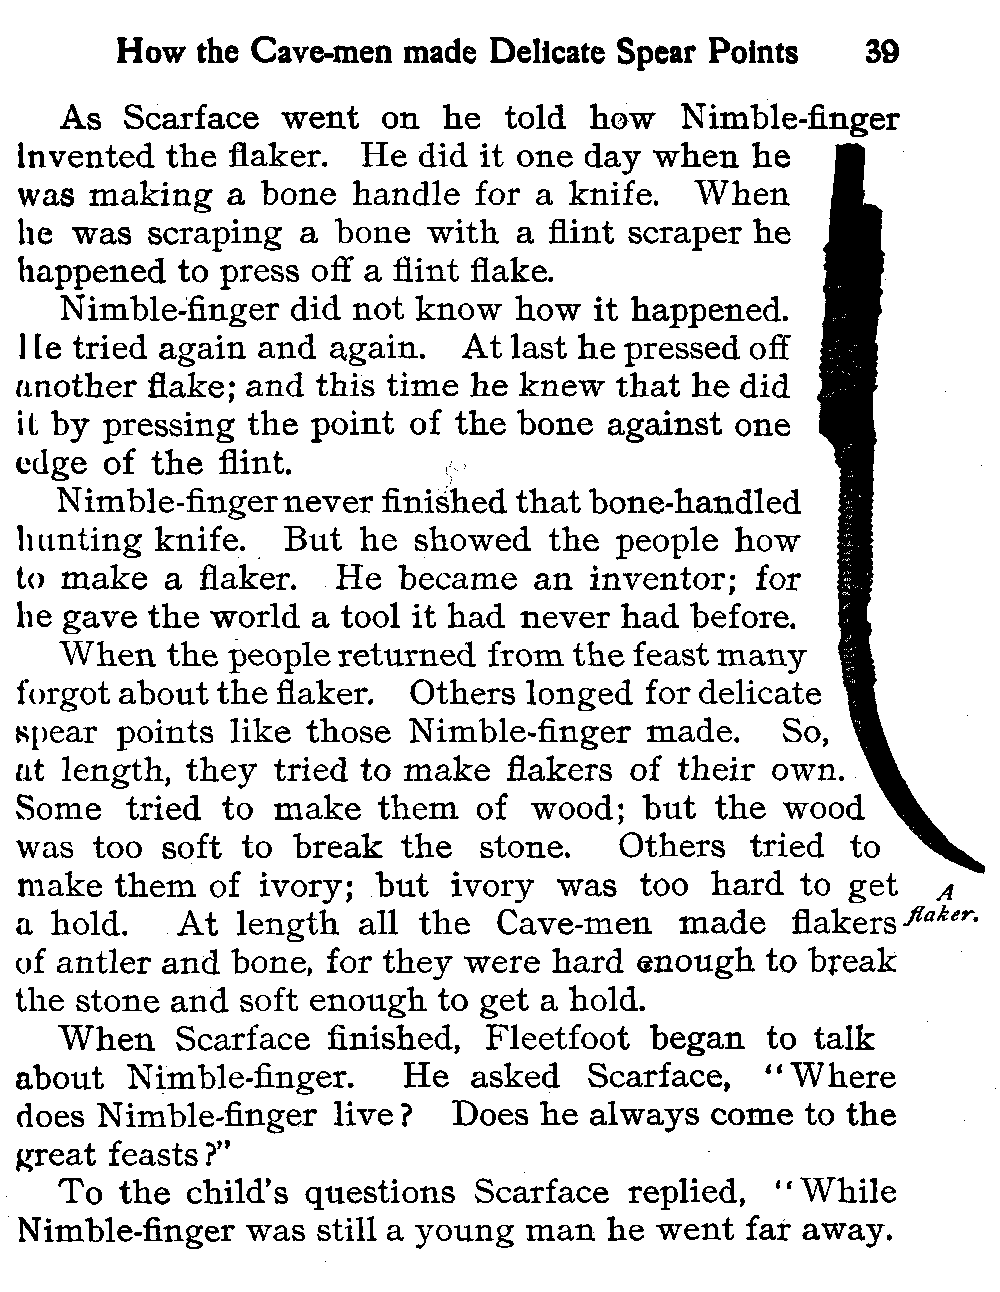 How the Cave-men made Delicate Spear Points 39
As Scarface went on he told how Nimble-finger
invented the flaker. He did it one day when he
was making a bone handle for a knife. When
he was scraping a bone with a flint scraper he
happened to press off a flint flake.
Nimble-finger did not know how it happened.
He tried again and again. At last he pressed off
another flake; and this time he knew that he did
it by pressing the point of the bone against one
edge of the flint.
Nimble-finger never finished that bone-handled
hunting knife. But he showed the people how
to make a flaker. He became an inventor; for
he gave the world a tool it had never had before.
When the people returned from the feast many
forgot about the flaker. Others longed for delicate
spear points like those Nimble-finger made. So,
at length, they tried to make flakers of their own.
Some tried to make them of wood; but the wood
was too soft to break the stone. Others tried to
make them of ivory; but ivory was too hard to get
a hold. At length all the Cave-men made flakers
of antler and bone, for they were hard enough to break
the stone and soft enough to get a hold.
When Scarface finished, Fleetfoot began to talk
about Nimble-finger. He asked Scarface, "Where
does Nimble-finger live? Does he always come to the
great feasts?"
To the child's questions Scarface replied, "While
Nimble-finger was still a young man he went far away.
A
flaker.